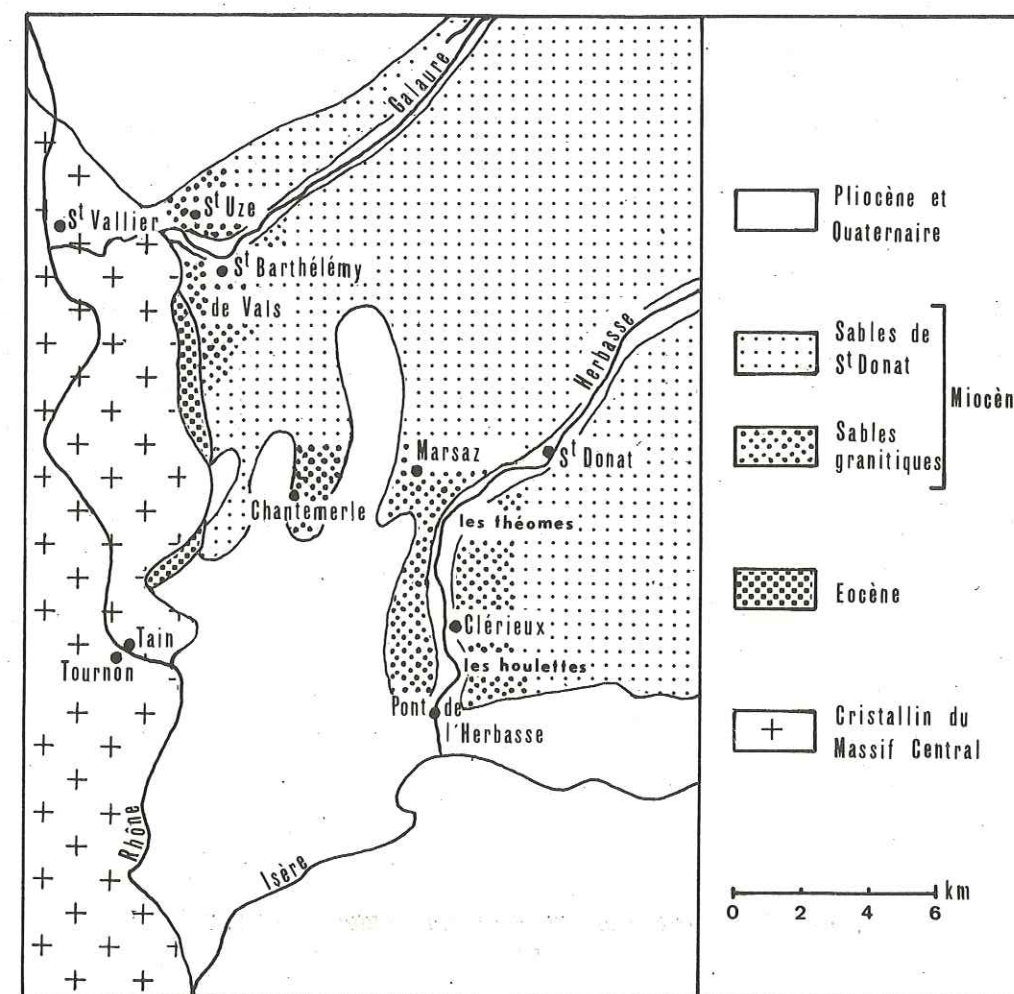 Galaure
St Vallier
St Uze
St Barthélémy
de Vals
Herbasse
Marsaz
St Donat
Chantemerle
les théomes
Clérieux
les houlettes
Tain
Tournon
Pont de
l'Herbasse
Rhône
Isère
Pliocène et
Quaternaire
Sables de
St Donat
Miocèn
Sables
granitiques
Eocène
Cristallin du
Massif Central
km
0 2 4 6